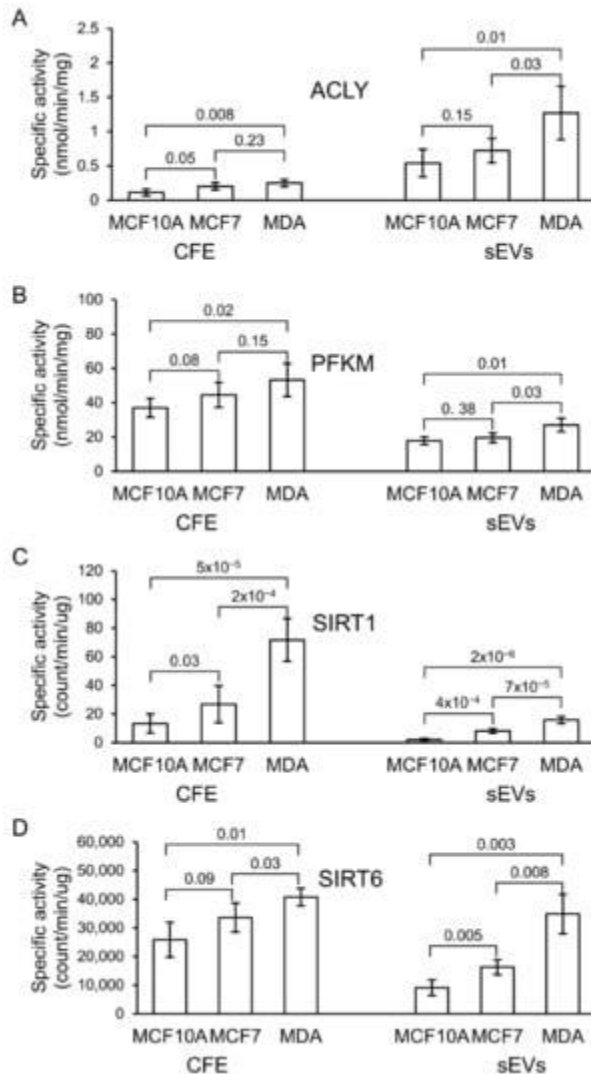 A
Specific activity
(nmol/min/mg)
2.5
2
1.5
1
0.5
0
ACLY
0.008
0.05
0.23
0.01
0.15
0.03
MCF10A MCF7 MDA
CFE
MCF10A MCF7 MDA
sEVs
B
Specific activity
(nmol/min/mg)
100
80
60
40
20
0
PFKM
0.02
0.08
0.15
0.01
0. 38
0.03
MCF10A MCF7 MDA
CFE
MCF10A MCF7 MDA
sEVs
C
Specific activity
(count/min/ug)
120
100
80
60
40
20
0
SIRT1
5x10⁻⁵
2x10⁻⁴
0.03
2x10⁻⁶
7x10⁻⁵
4x10⁻⁴
MCF10A MCF7 MDA
CFE
MCF10A MCF7 MDA
sEVs
D
Specific activity
(count/min/ug)
60,000
50,000
40,000
30,000
20,000
10,000
0
SIRT6
0.01
0.03
0.09
0.003
0.008
0.005
MCF10A MCF7 MDA
CFE
MCF10A MCF7 MDA
sEVs